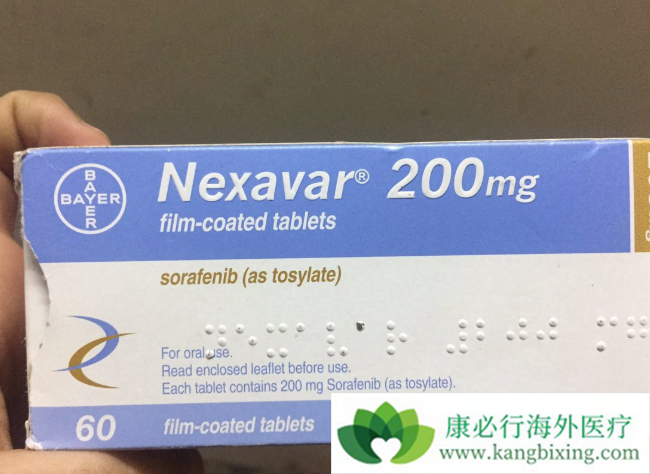 BAYER
BAYER
Nexavar® 200mg
film-coated tablets
sorafenib (as tosylate)
For oral use.
Read enclosed leaflet before use.
Each tablet contains 200 mg Sorafenib (as tosylate).
60 film-coated tablets
康必行海外医疗
www.kangbixing.com